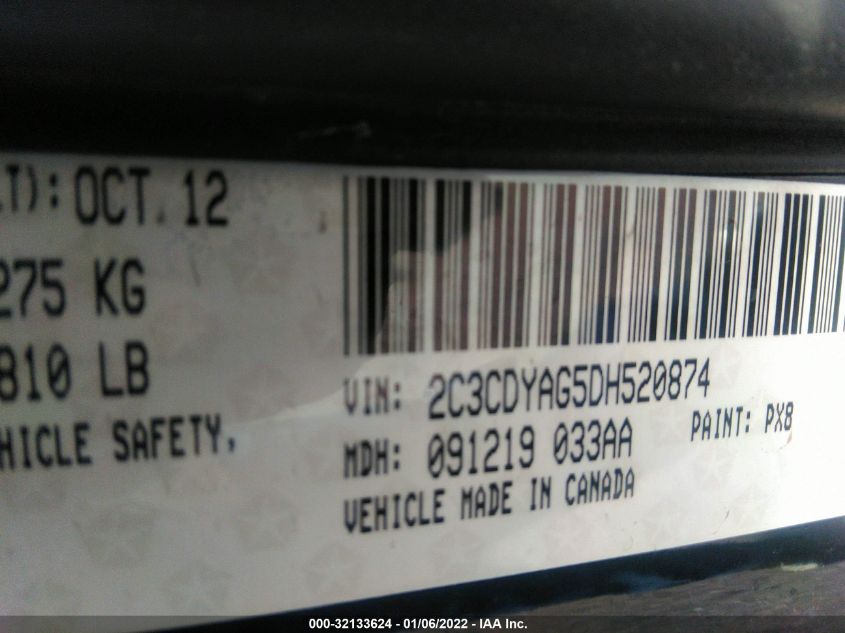 LT): OCT. 12
275 KG
810 LB
HICLE SAFETY,
VIN: 2C3CDYAG5DH520874
MDH: 091219 033AA
PAINT: PX8
VEHICLE MADE IN CANADA
000-32133624 - 01/06/2022 - IAA Inc.